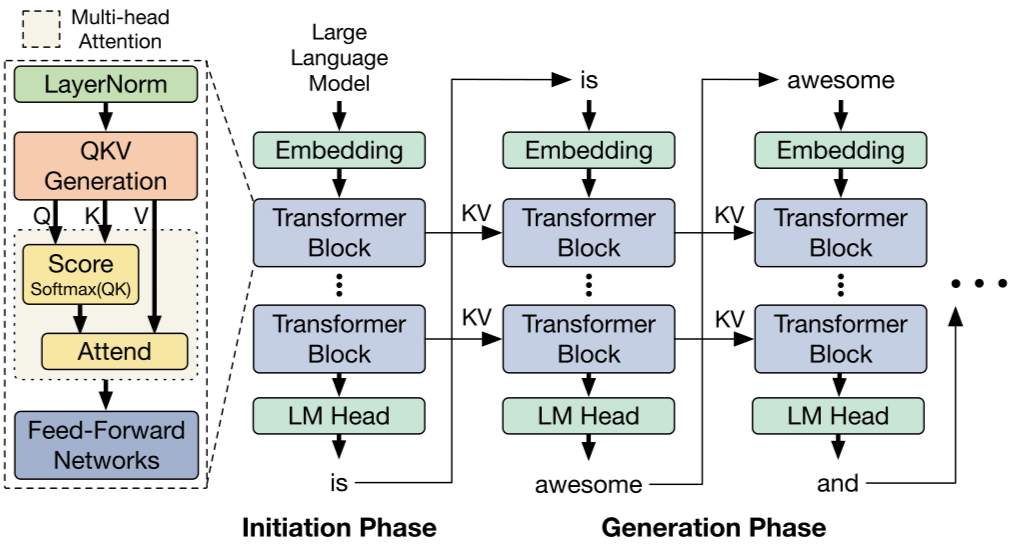 Multi-head
Attention
LayerNorm
QKV
Generation
Q K V
Score
Softmax(QK)
Attend
Feed-Forward
Networks
Large
Language
Model
Embedding
Transformer
Block
Transformer
Block
LM Head
is
KV
KV
is
Embedding
Transformer
Block
Transformer
Block
LM Head
awesome
KV
KV
awesome
Embedding
Transformer
Block
Transformer
Block
LM Head
and
Initiation Phase
Generation Phase